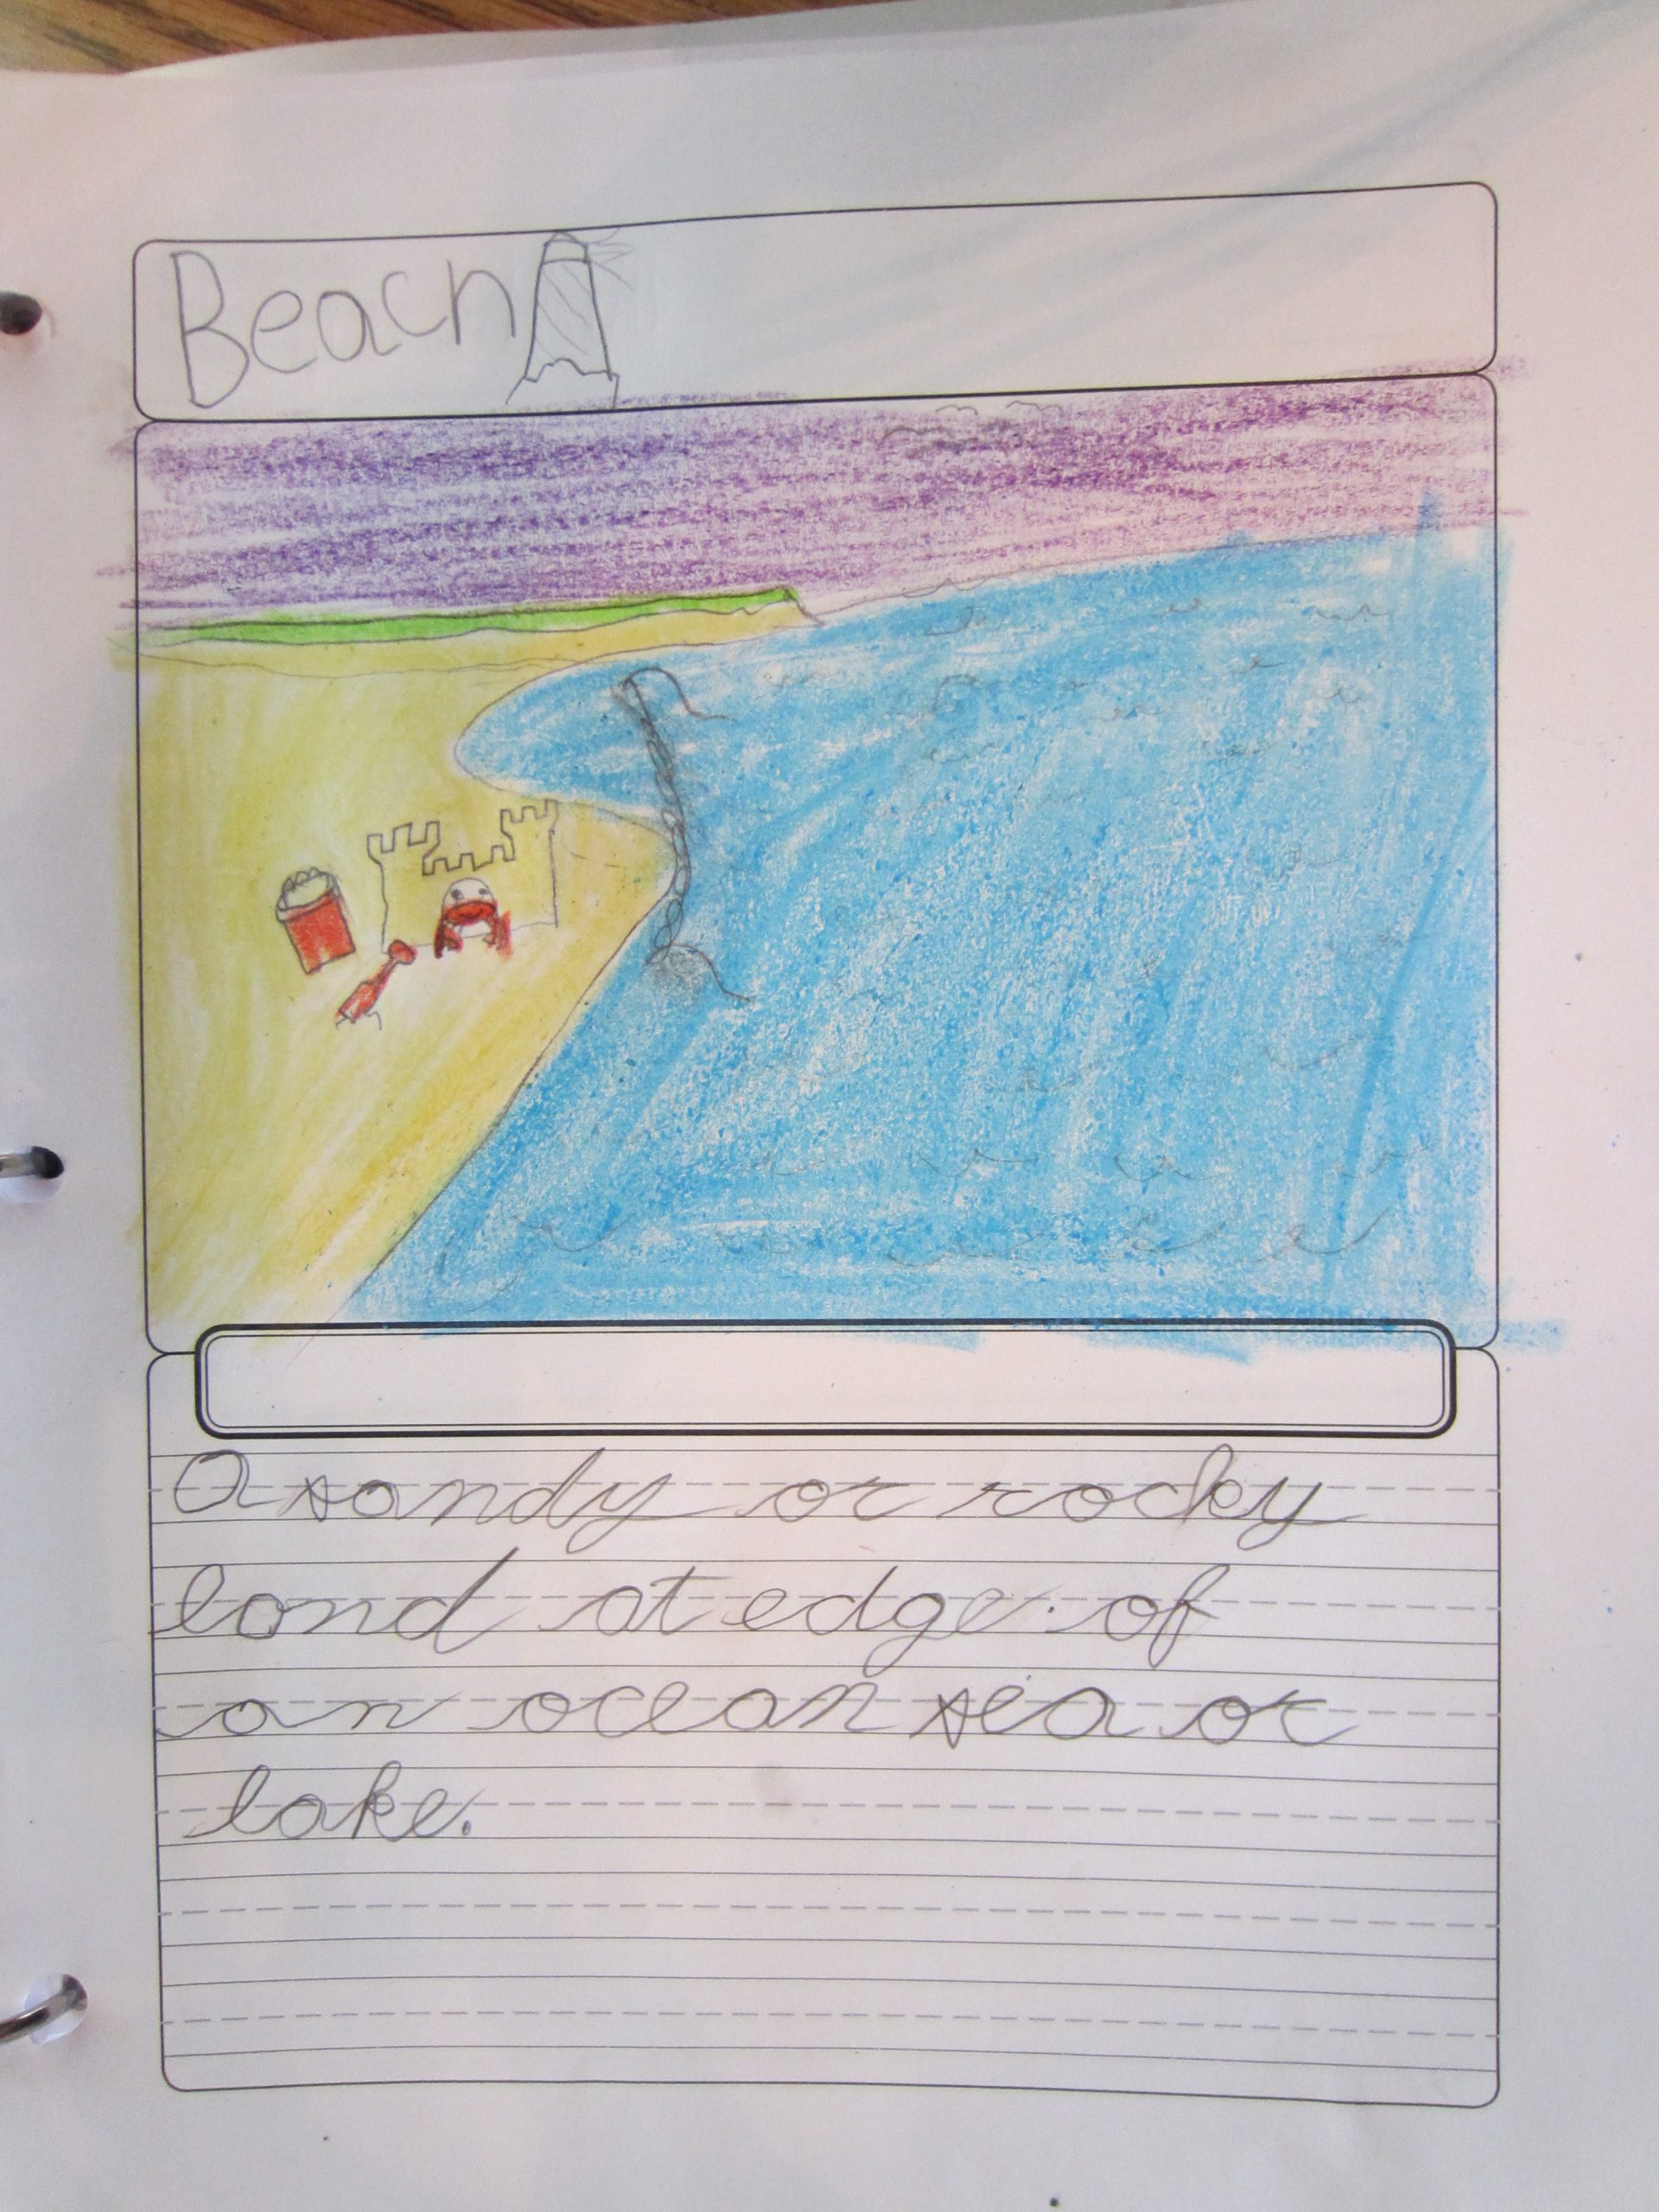 Beach
A sandy or rocky
land at edge of
an ocean sea or
lake.